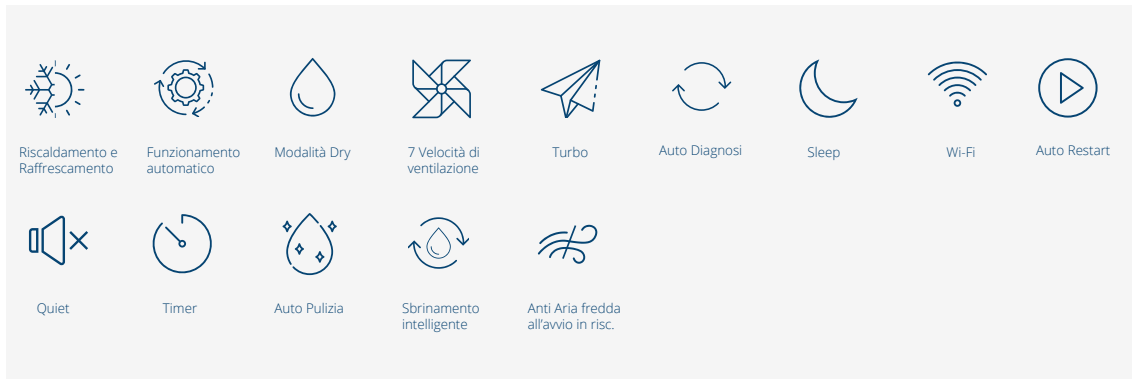 Riscaldamento e
Raffrescamento
Funzionamento
automatico
Modalità Dry
7 Velocità di
ventilazione
Turbo
Auto Diagnosi
Sleep
Wi-Fi
Auto Restart
Quiet
Timer
Auto Pulizia
Sbrinamento
intelligente
Anti Aria fredda
all'avvio in risc.